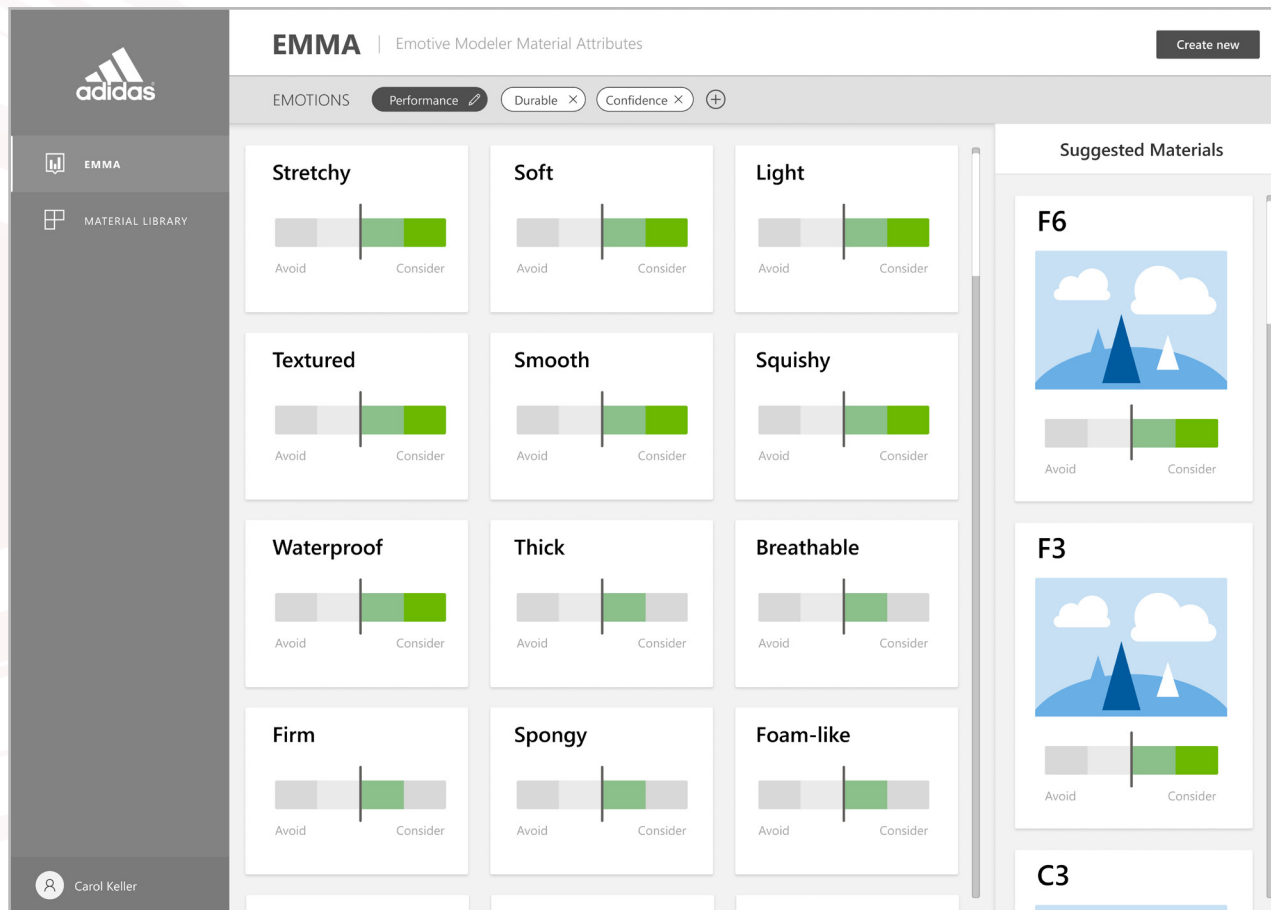 adidas
EMMA
MATERIAL LIBRARY
Carol Keller
EMMA | Emotive Modeler Material Attributes
Create new
EMOTIONS Performance Durable × Confidence × +
Stretchy Soft Light
Avoid Consider Avoid Consider Avoid Consider
Textured Smooth Squishy
Avoid Consider Avoid Consider Avoid Consider
Waterproof Thick Breathable
Avoid Consider Avoid Consider Avoid Consider
Firm Spongy Foam-like
Avoid Consider Avoid Consider Avoid Consider
Suggested Materials
F6
Avoid Consider
F3
Avoid Consider
C3